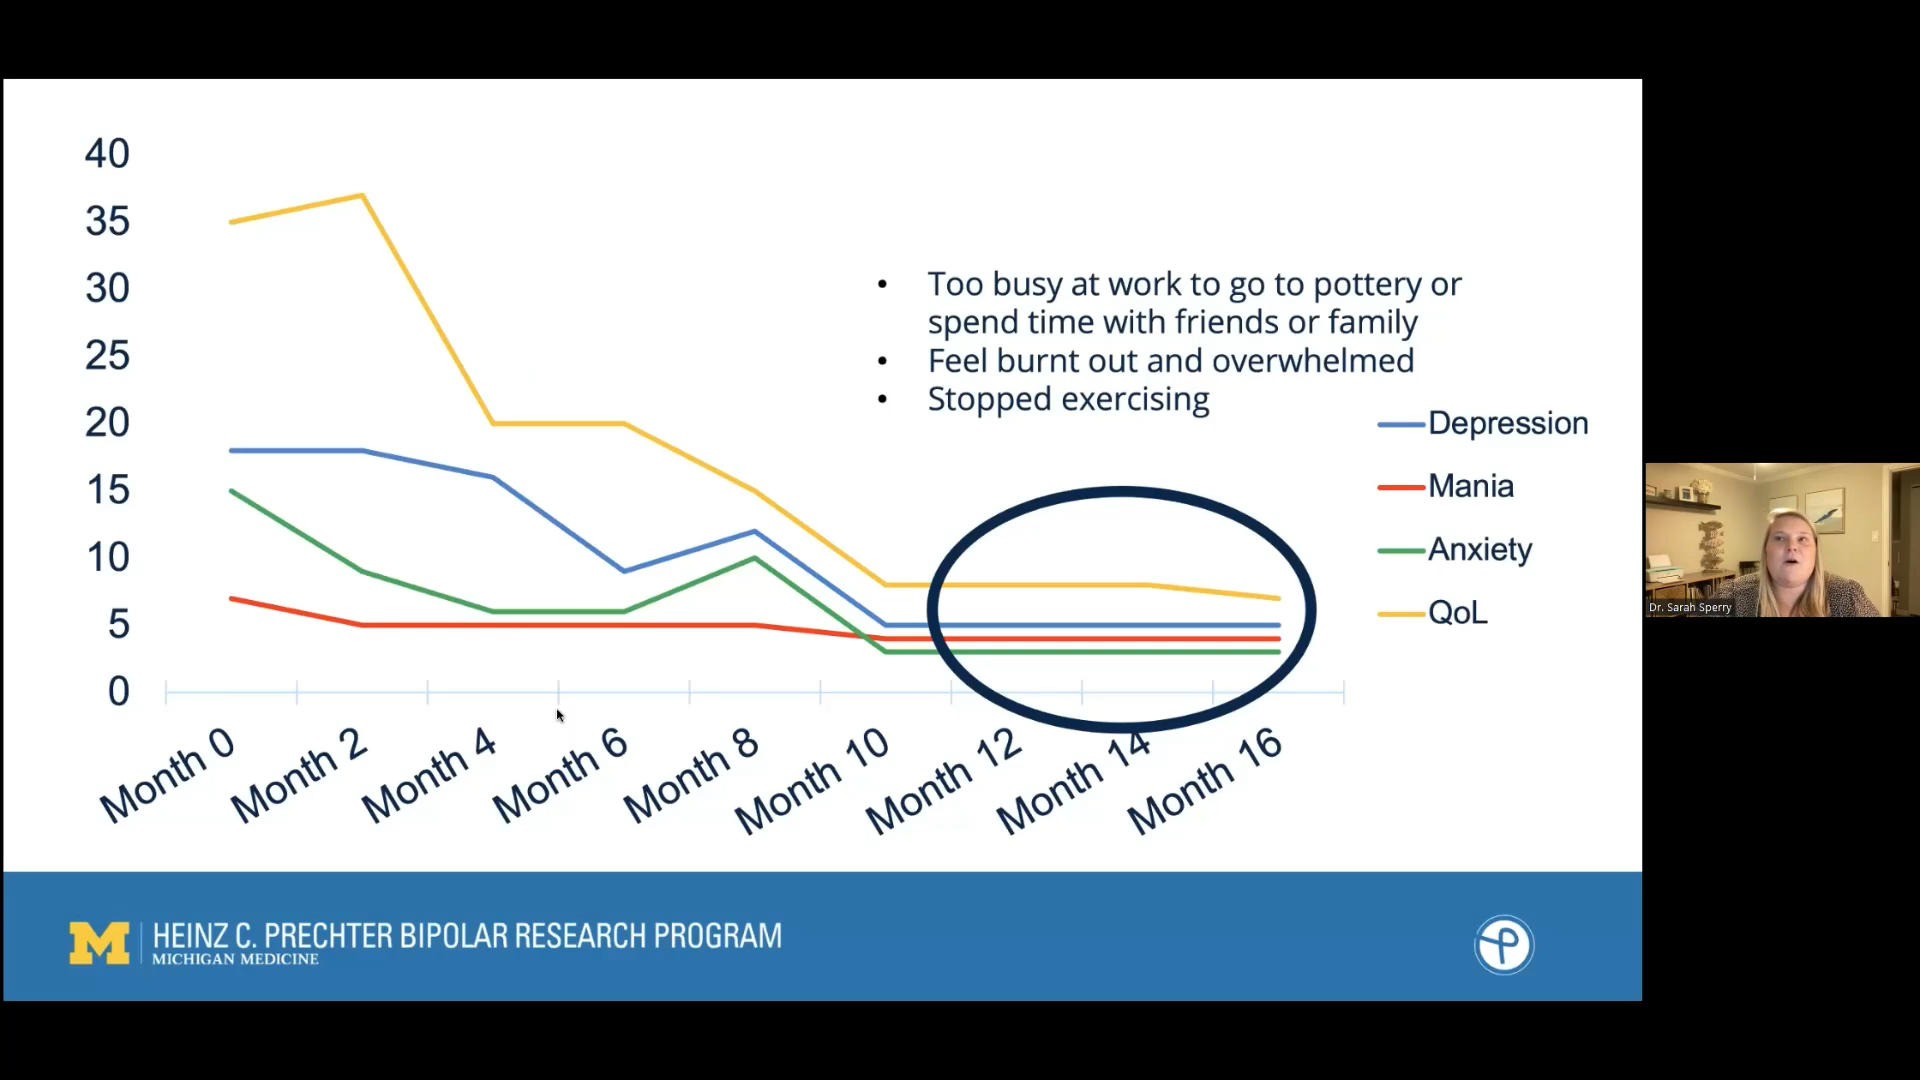 40
35
30
25
20
15
10
5
0
• Too busy at work to go to pottery or
spend time with friends or family
• Feel burnt out and overwhelmed
• Stopped exercising
Depression
Mania
Anxiety
QoL
Month 0
Month 2
Month 4
Month 6
Month 8
Month 10
Month 12
Month 14
Month 16
M
HEINZ C. PRECHTER BIPOLAR RESEARCH PROGRAM
MICHIGAN MEDICINE
P
Dr. Sarah Sperry